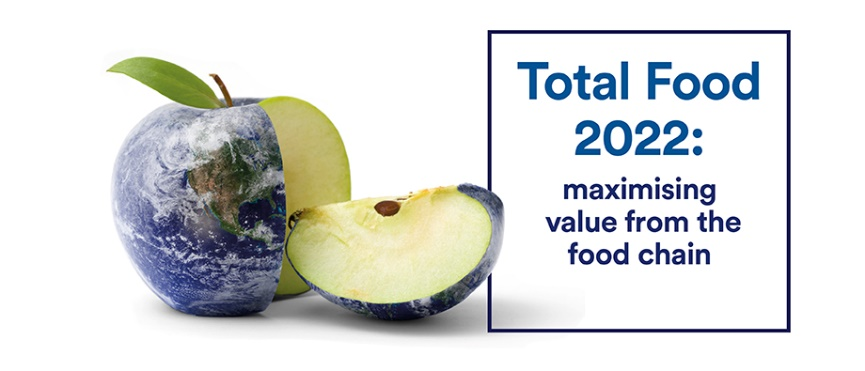 Total Food
2022:
maximising
value from the
food chain